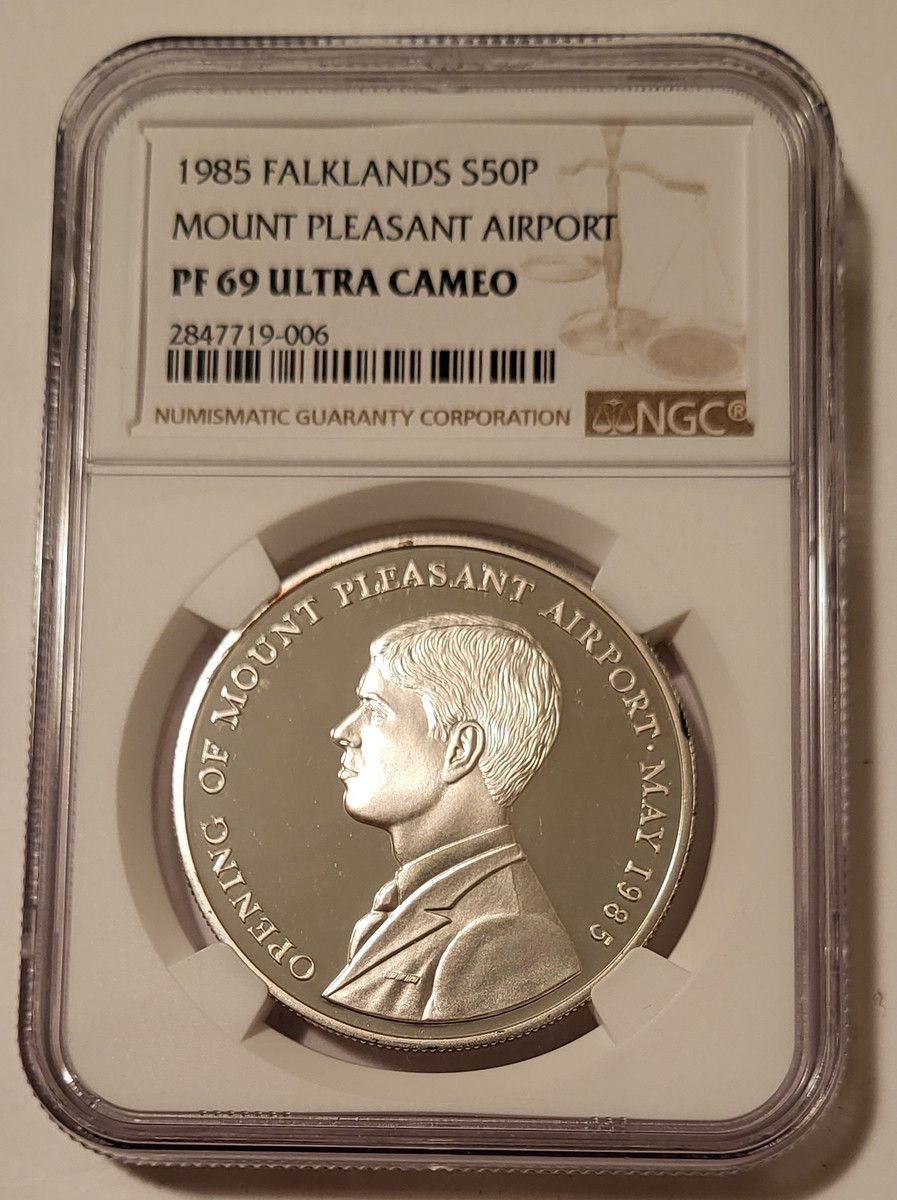 1985 FALKLANDS S50P
MOUNT PLEASANT AIRPORT
PF 69 ULTRA CAMEO
2847719-006
NUMISMATIC GUARANTY CORPORATION
NGC®
OPENING OF MOUNT PLEASANT AIRPORT · MAY 1985